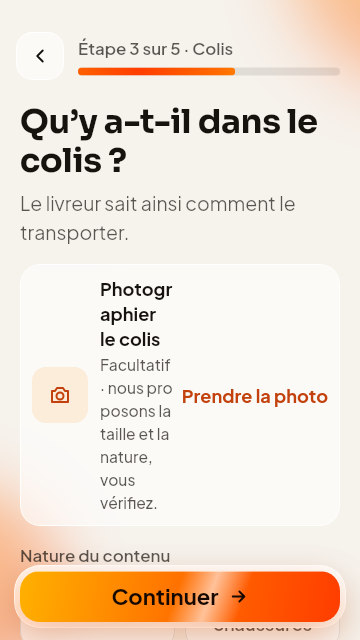 Étape 3 sur 5 · Colis
Qu’y a-t-il dans le
colis ?
Le livreur sait ainsi comment le
transporter.
Photogr
aphier
le colis
Facultatif
· nous pro
posons la
taille et la
nature,
vous
vérifiez.
Prendre la photo
Nature du contenu
Continuer →